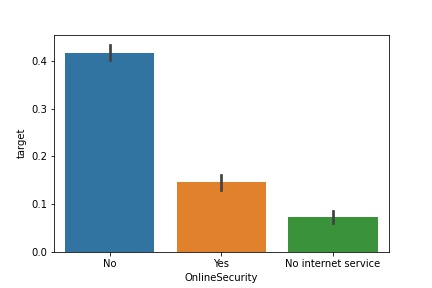 0.4
0.3
0.2
0.1
0.0
target
No Yes No internet service
OnlineSecurity